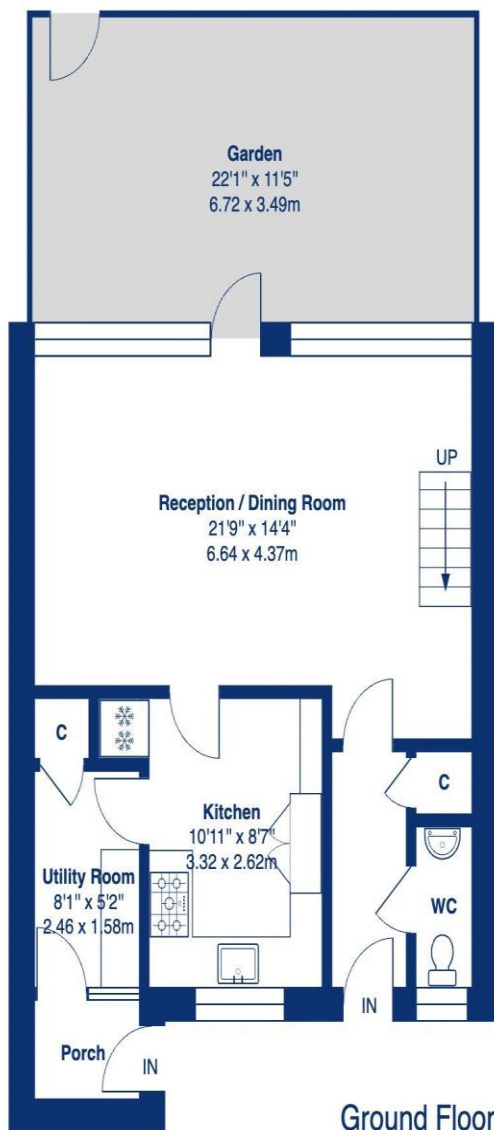 Garden
22'1" x 11'5"
6.72 x 3.49m
UP
Reception / Dining Room
21'9" x 14'4"
6.64 x 4.37m
C
C
Kitchen
10'11" x 8'7"
3.32 x 2.62m
Utility Room
8'1" x 5'2"
2.46 x 1.58m
WC
IN
Porch
IN
Ground Floor